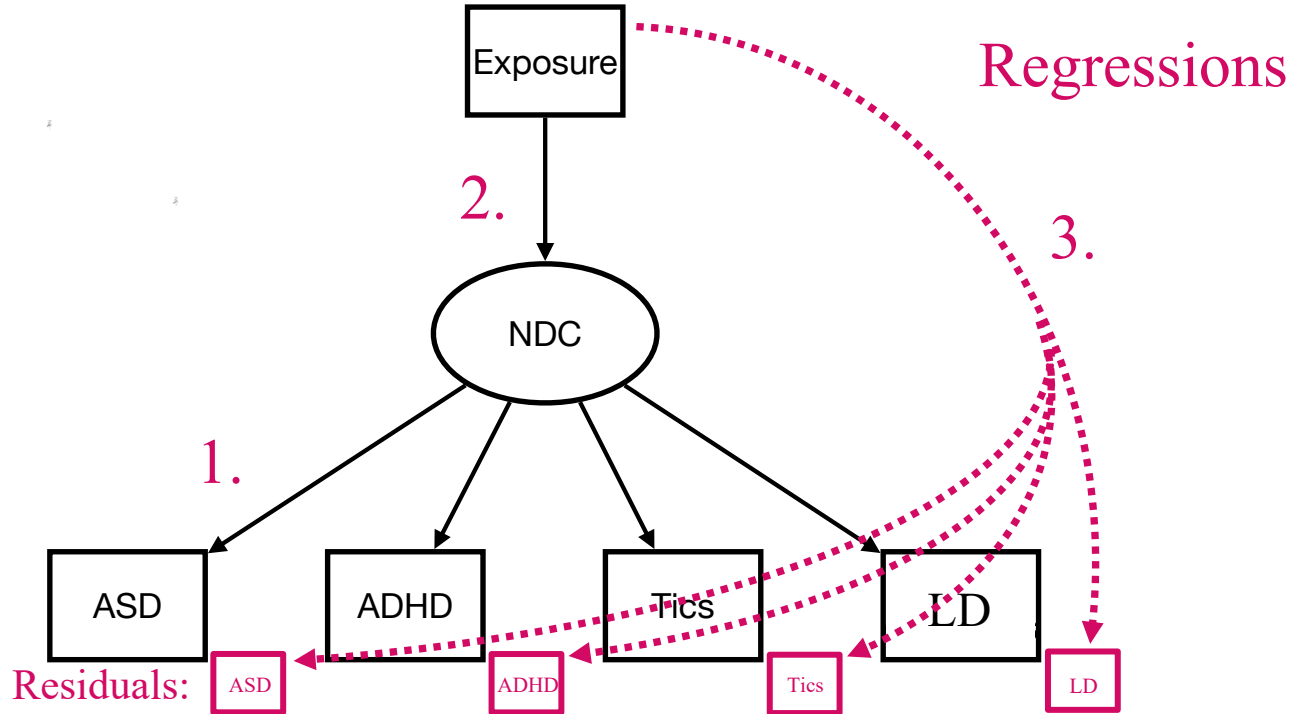 Exposure
Regressions
2.
3.
NDC
1.
ASD
ADHD
Tics
LD
Residuals:
ASD
ADHD
Tics
LD